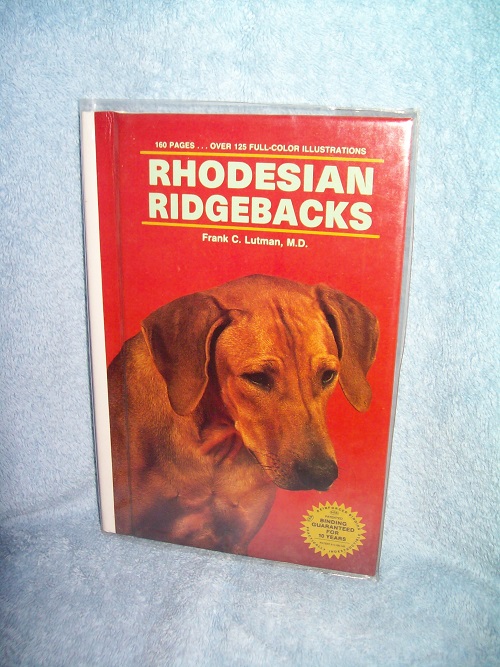 160 PAGES . . . OVER 125 FULL-COLOR ILLUSTRATIONS
RHODESIAN
RIDGEBACKS
Frank C. Lutman, M.D.
BINDING
GUARANTEED
FOR
10 YEARS